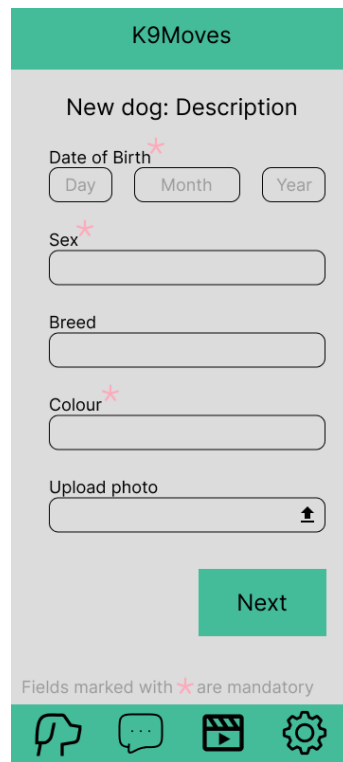 K9Moves
New dog: Description
Date of Birth*
Day Month Year
Sex*
Breed
Colour*
Upload photo
Next
Fields marked with * are mandatory